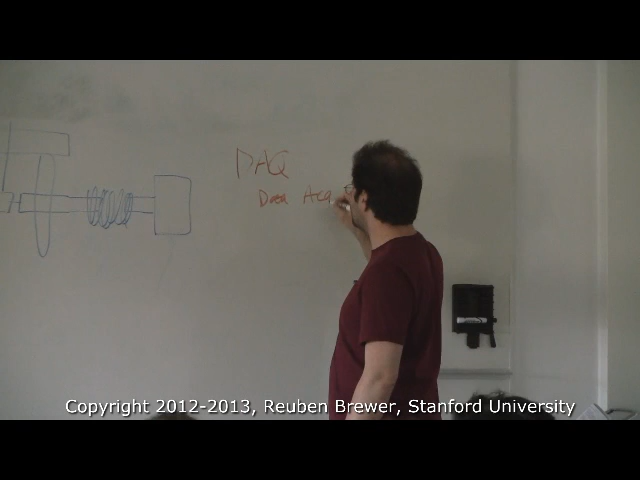 DAQ
Data Acq
Copyright 2012-2013, Reuben Brewer, Stanford University